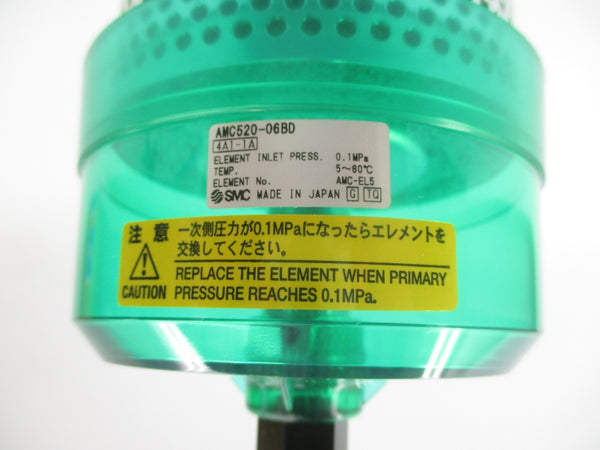 AMC520-06BD
4A1-1A
ELEMENT INLET PRESS. 0.1MPa
TEMP. 5~60℃
ELEMENT No. AMC-EL5
SMC MADE IN JAPAN G TQ
注意 一次側圧力が0.1MPaになったらエレメントを
交換してください。
CAUTION REPLACE THE ELEMENT WHEN PRIMARY
PRESSURE REACHES 0.1MPa.